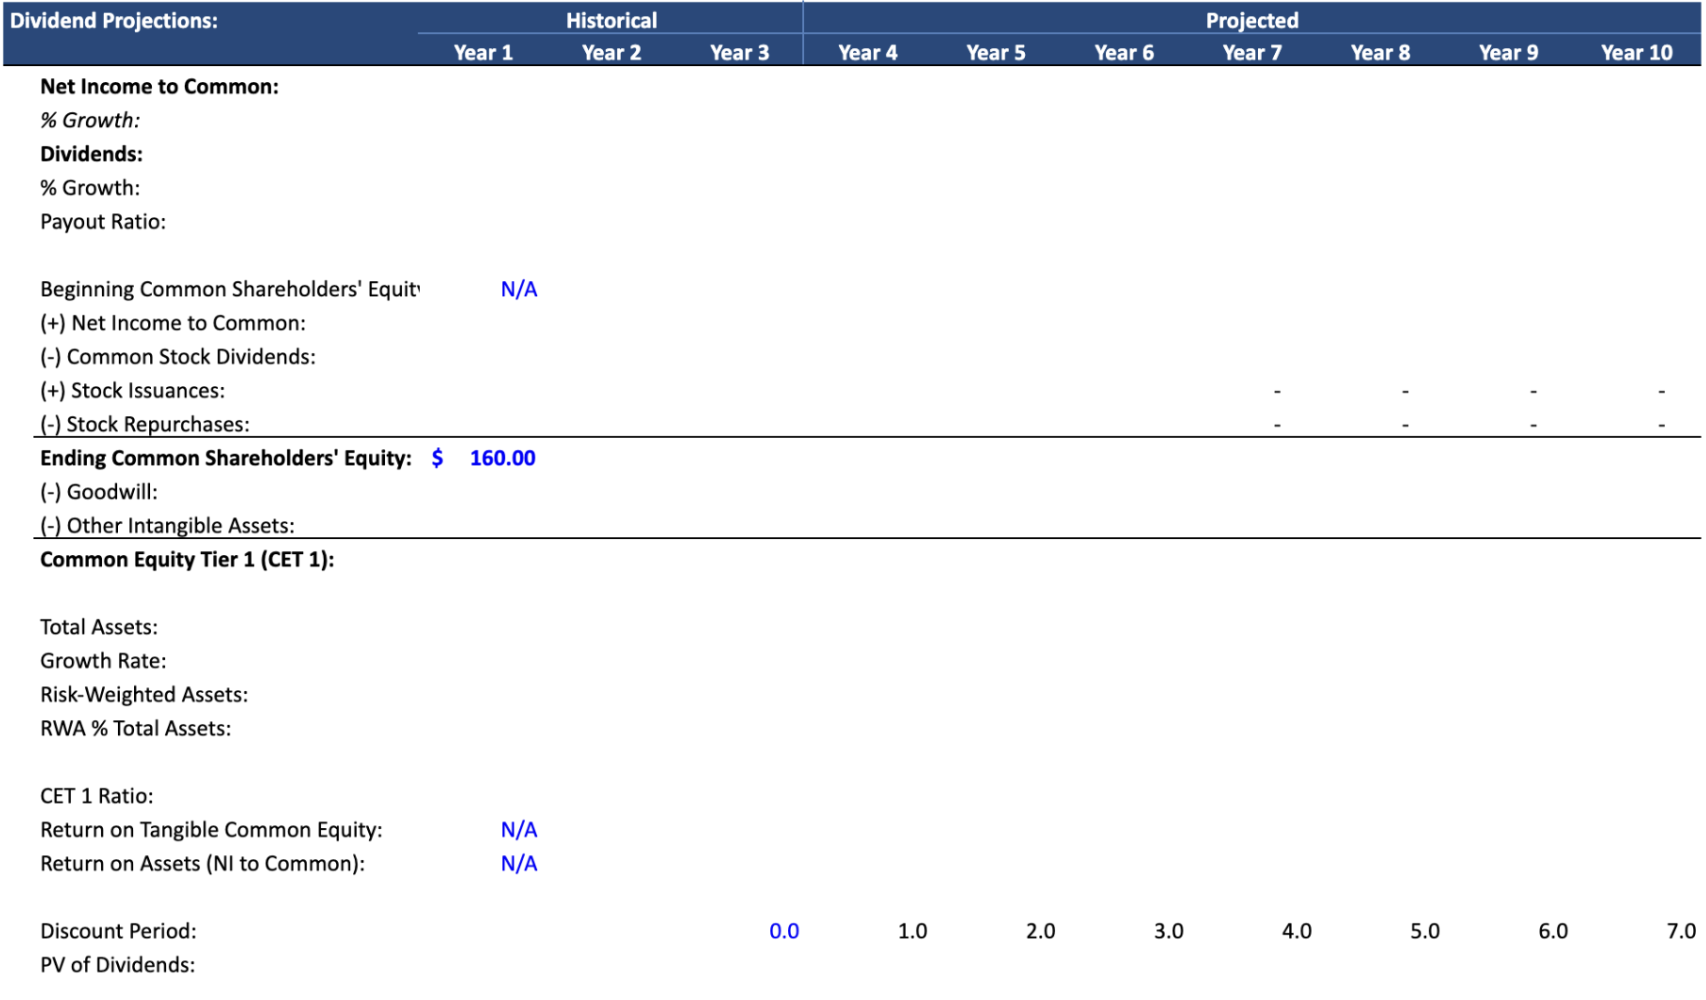 Dividend Projections: Historical Projected
Year 1 Year 2 Year 3 Year 4 Year 5 Year 6 Year 7 Year 8 Year 9 Year 10
Net Income to Common:
% Growth:
Dividends:
% Growth:
Payout Ratio:
Beginning Common Shareholders' Equity N/A
(+) Net Income to Common:
(-) Common Stock Dividends:
(+) Stock Issuances: - - - -
(-) Stock Repurchases: - - - -
Ending Common Shareholders' Equity: $ 160.00
(-) Goodwill:
(-) Other Intangible Assets:
Common Equity Tier 1 (CET 1):
Total Assets:
Growth Rate:
Risk-Weighted Assets:
RWA % Total Assets:
CET 1 Ratio:
Return on Tangible Common Equity: N/A
Return on Assets (NI to Common): N/A
Discount Period: 0.0 1.0 2.0 3.0 4.0 5.0 6.0 7.0
PV of Dividends: